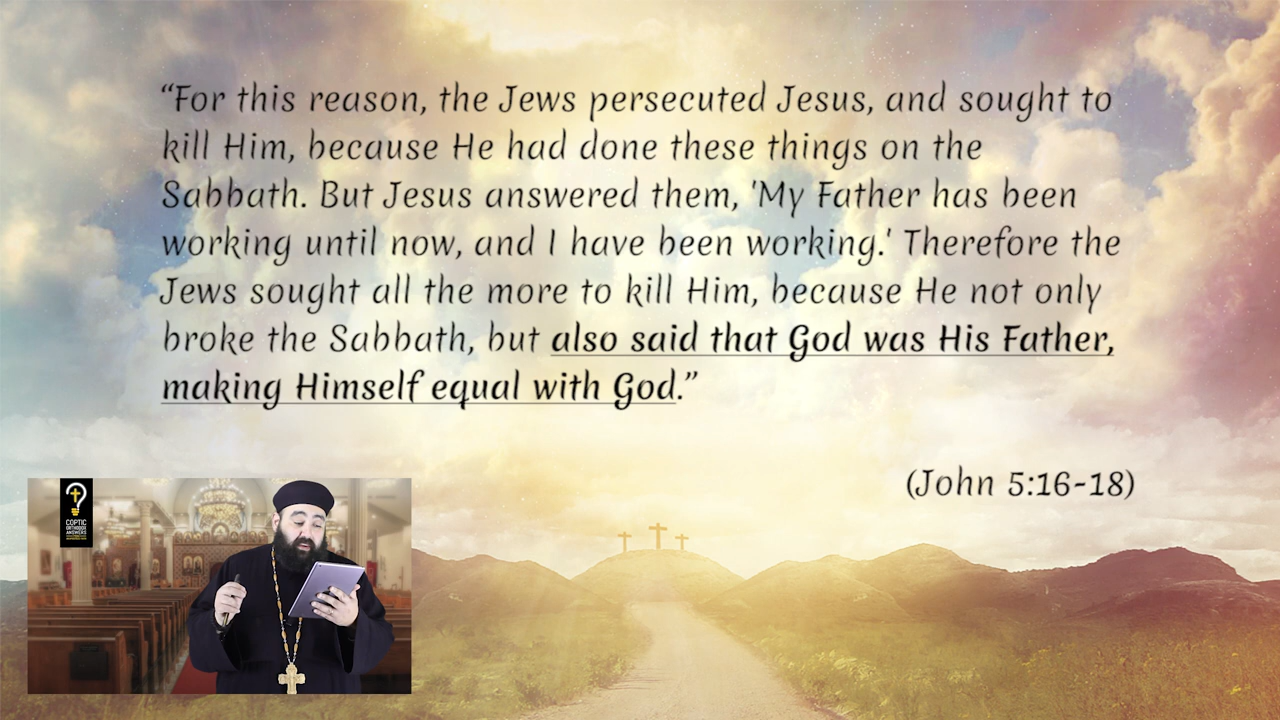 “For this reason, the Jews persecuted Jesus, and sought to
kill Him, because He had done these things on the
Sabbath. But Jesus answered them, 'My Father has been
working until now, and I have been working.' Therefore the
Jews sought all the more to kill Him, because He not only
broke the Sabbath, but also said that God was His Father,
making Himself equal with God.”
(John 5:16-18)
COPTIC
ORTHODOX
ANSWERS